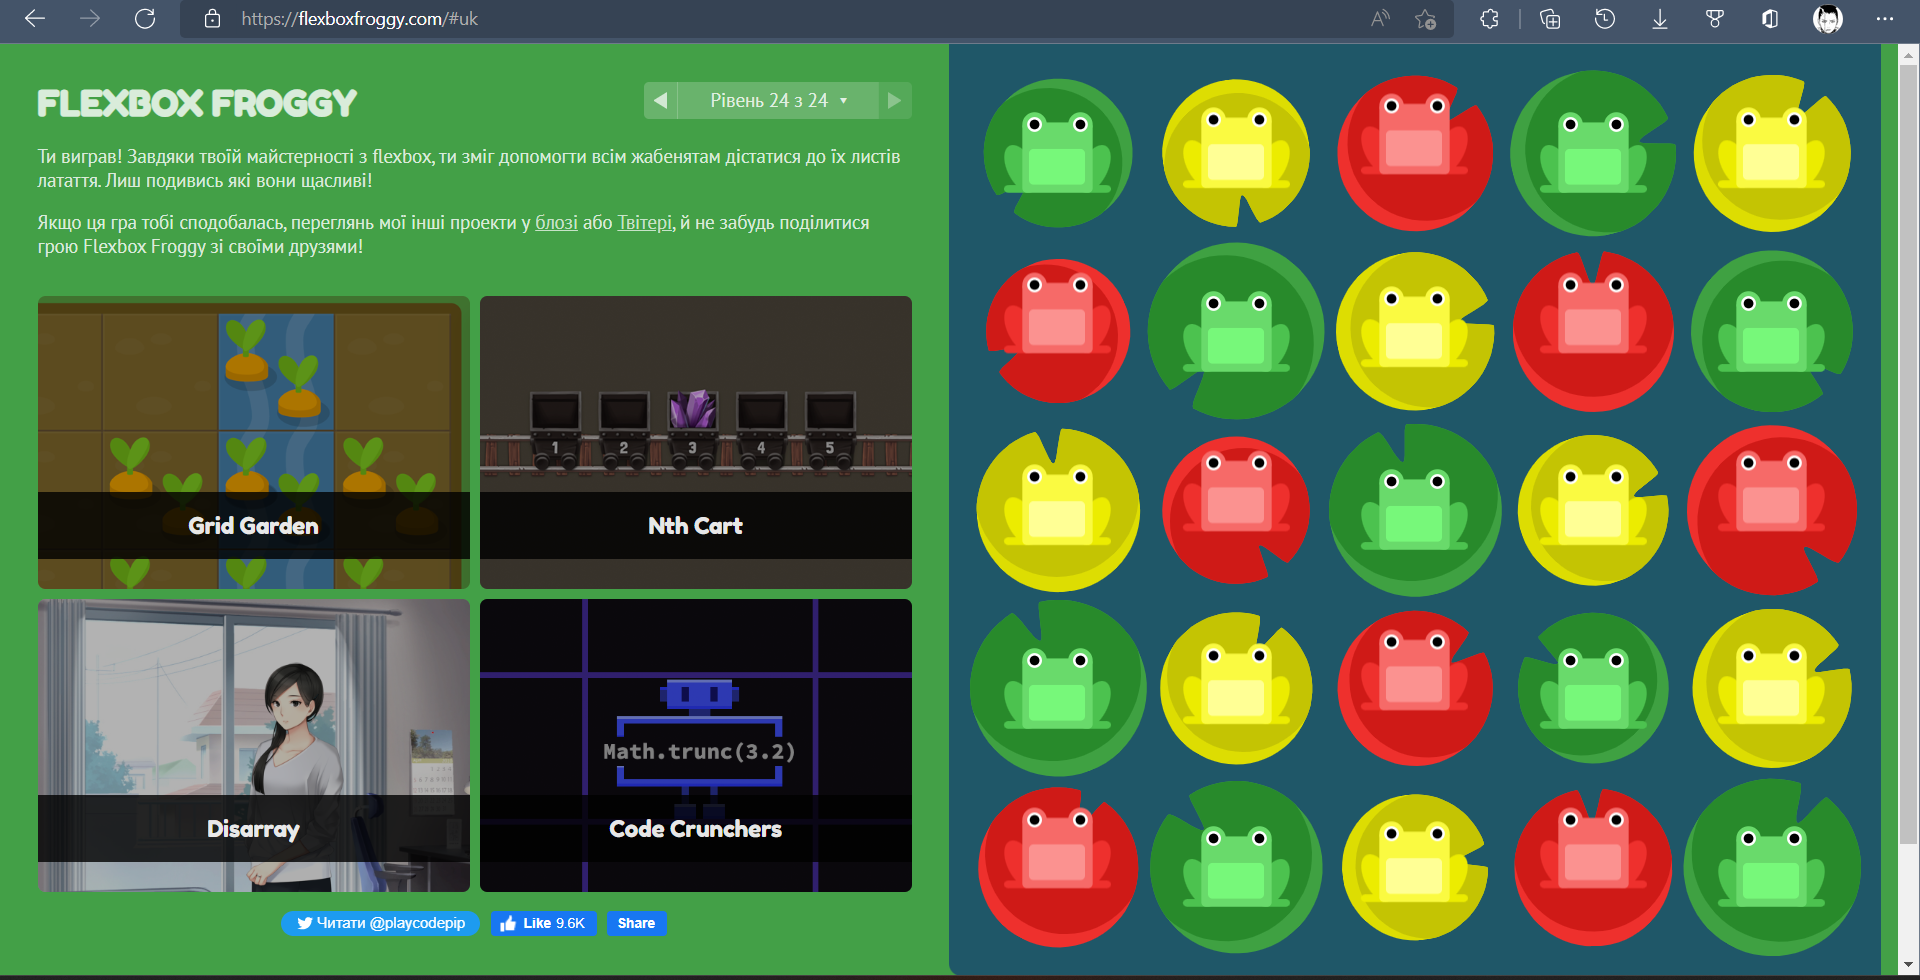 https://flexboxfroggy.com/#uk
FLEXBOX FROGGY
Рівень 24 з 24
Ти виграв! Завдяки твоїй майстерності з flexbox, ти зміг допомогти всім жабенятам дістатися до їх листів
латаття. Лиш подивись які вони щасливі!
Якщо ця гра тобі сподобалась, переглянь мої інші проекти у блозі або Твітері, й не забудь поділитися
грою Flexbox Froggy зі своїми друзями!
1 2 3 4 5
Grid Garden
Nth Cart
Math.trunc(3.2)
Disarray
Code Crunchers
Читати @playcodepip
Like 9.6K
Share